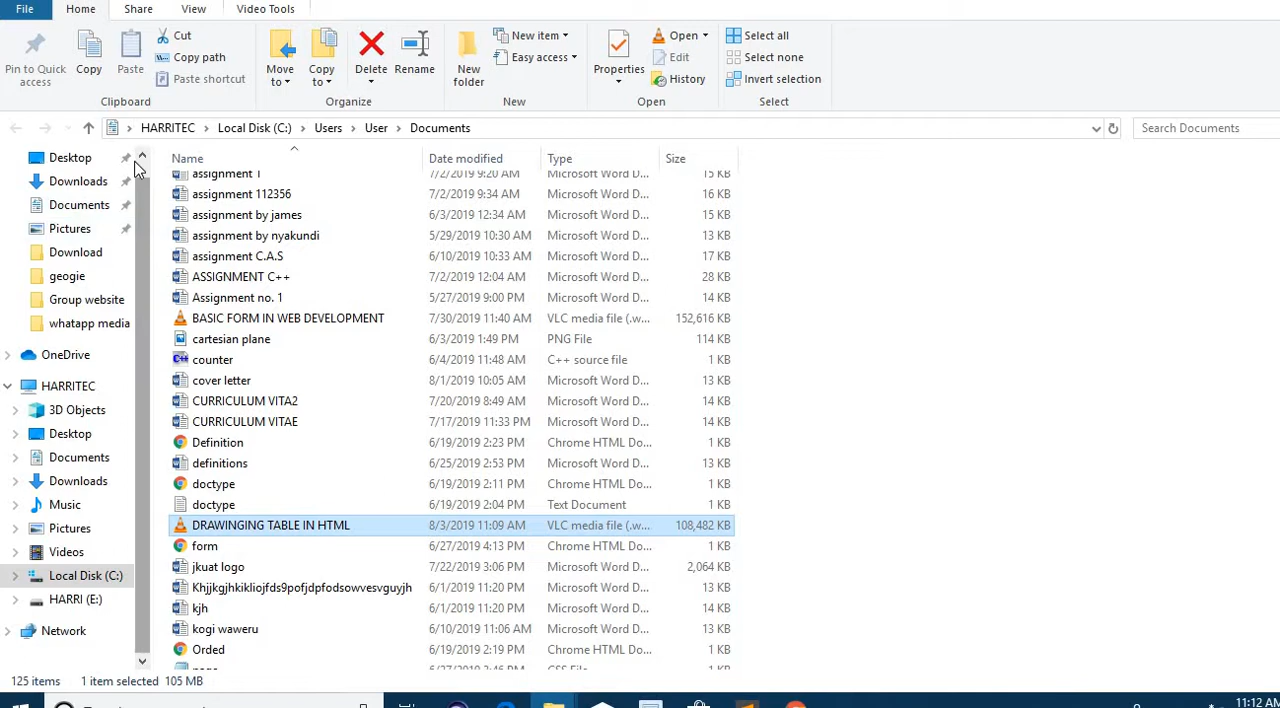 File Home Share View Video Tools
Pin to Quick access
Copy
Paste
Cut
Copy path
Paste shortcut
Clipboard
Move to
Copy to
Delete
Rename
Organize
New folder
New item
Easy access
New
Properties
Open
Edit
History
Open
Select all
Select none
Invert selection
Select
HARRITEC > Local Disk (C:) > Users > User > Documents
Search Documents
Desktop
Downloads
Documents
Pictures
Download
geogie
Group website
whatapp media
OneDrive
HARRITEC
3D Objects
Desktop
Documents
Downloads
Music
Pictures
Videos
Local Disk (C:)
HARRI (E:)
Network
Name Date modified Type Size
assignment 1 7/2/2019 9:20 AM Microsoft Word D... 15 KB
assignment 112356 7/2/2019 9:34 AM Microsoft Word D... 16 KB
assignment by james 6/3/2019 12:34 AM Microsoft Word D... 15 KB
assignment by nyakundi 5/29/2019 10:30 AM Microsoft Word D... 13 KB
assignment C.A.S 6/10/2019 10:33 AM Microsoft Word D... 17 KB
ASSIGNMENT C++ 7/2/2019 12:04 AM Microsoft Word D... 28 KB
Assignment no. 1 5/27/2019 9:00 PM Microsoft Word D... 14 KB
BASIC FORM IN WEB DEVELOPMENT 7/30/2019 11:40 AM VLC media file (.w... 152,616 KB
cartesian plane 6/3/2019 1:49 PM PNG File 114 KB
counter 6/4/2019 11:48 AM C++ source file 1 KB
cover letter 8/1/2019 10:05 AM Microsoft Word D... 13 KB
CURRICULUM VITA2 7/20/2019 8:49 AM Microsoft Word D... 14 KB
CURRICULUM VITAE 7/17/2019 11:33 PM Microsoft Word D... 14 KB
Definition 6/19/2019 2:23 PM Chrome HTML Do... 1 KB
definitions 6/25/2019 2:53 PM Microsoft Word D... 13 KB
doctype 6/19/2019 2:11 PM Chrome HTML Do... 1 KB
doctype 6/19/2019 2:04 PM Text Document 1 KB
DRAWINGING TABLE IN HTML 8/3/2019 11:09 AM VLC media file (.w... 108,482 KB
form 6/27/2019 4:13 PM Chrome HTML Do... 1 KB
jkuat logo 7/22/2019 3:06 PM Microsoft Word D... 2,064 KB
Khjjkgjhkikliojfds9pofjdpfodsowvesvguyjh 6/1/2019 11:20 PM Microsoft Word D... 13 KB
kjh 6/1/2019 11:20 PM Microsoft Word D... 14 KB
kogi waweru 6/10/2019 11:06 AM Microsoft Word D... 13 KB
Orded 6/19/2019 2:19 PM Chrome HTML Do... 1 KB
125 items 1 item selected 105 MB
11:12 AM